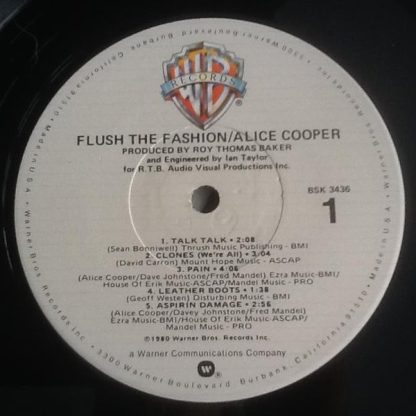 WB
RECORDS
FLUSH THE FASHION/ALICE COOPER
PRODUCED BY ROY THOMAS BAKER
and Engineered by Ian Taylor
for R.T.B. Audio Visual Productions Inc.
BSK 3436
1
1. TALK TALK • 2:08
(Sean Bonniwell) Thrush Music Publishing - BMI
2. CLONES (We're All) • 3:04
(David Carron) Mount Hope Music - ASCAP
3. PAIN • 4:06
(Alice Cooper/Dave Johnstone/Fred Mandel) Ezra Music-BMI/
House Of Erik Music-ASCAP/Mandel Music - PRO
4. LEATHER BOOTS • 1:38
(Geoff Westen) Disturbing Music - BMI
5. ASPIRIN DAMAGE • 2:56
(Alice Cooper/Davey Johnstone/Fred Mandel)
Ezra Music-BMI/House Of Erik Music-ASCAP/
Mandel Music - PRO
©1980 Warner Bros. Records Inc.
a Warner Communications Company
Warner Bros. Records Inc. • 3300 Warner Boulevard, Burbank, California 91510 • Made in U.S.A.